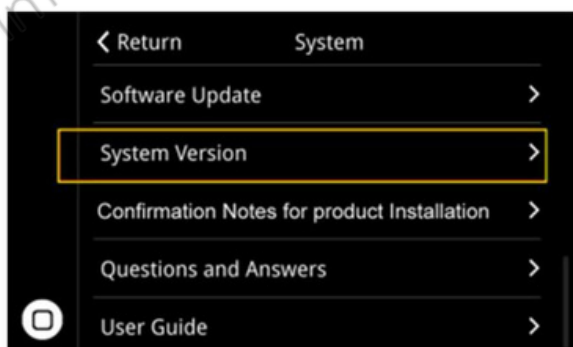 Return
System
Software Update
System Version
Confirmation Notes for product Installation
Questions and Answers
User Guide